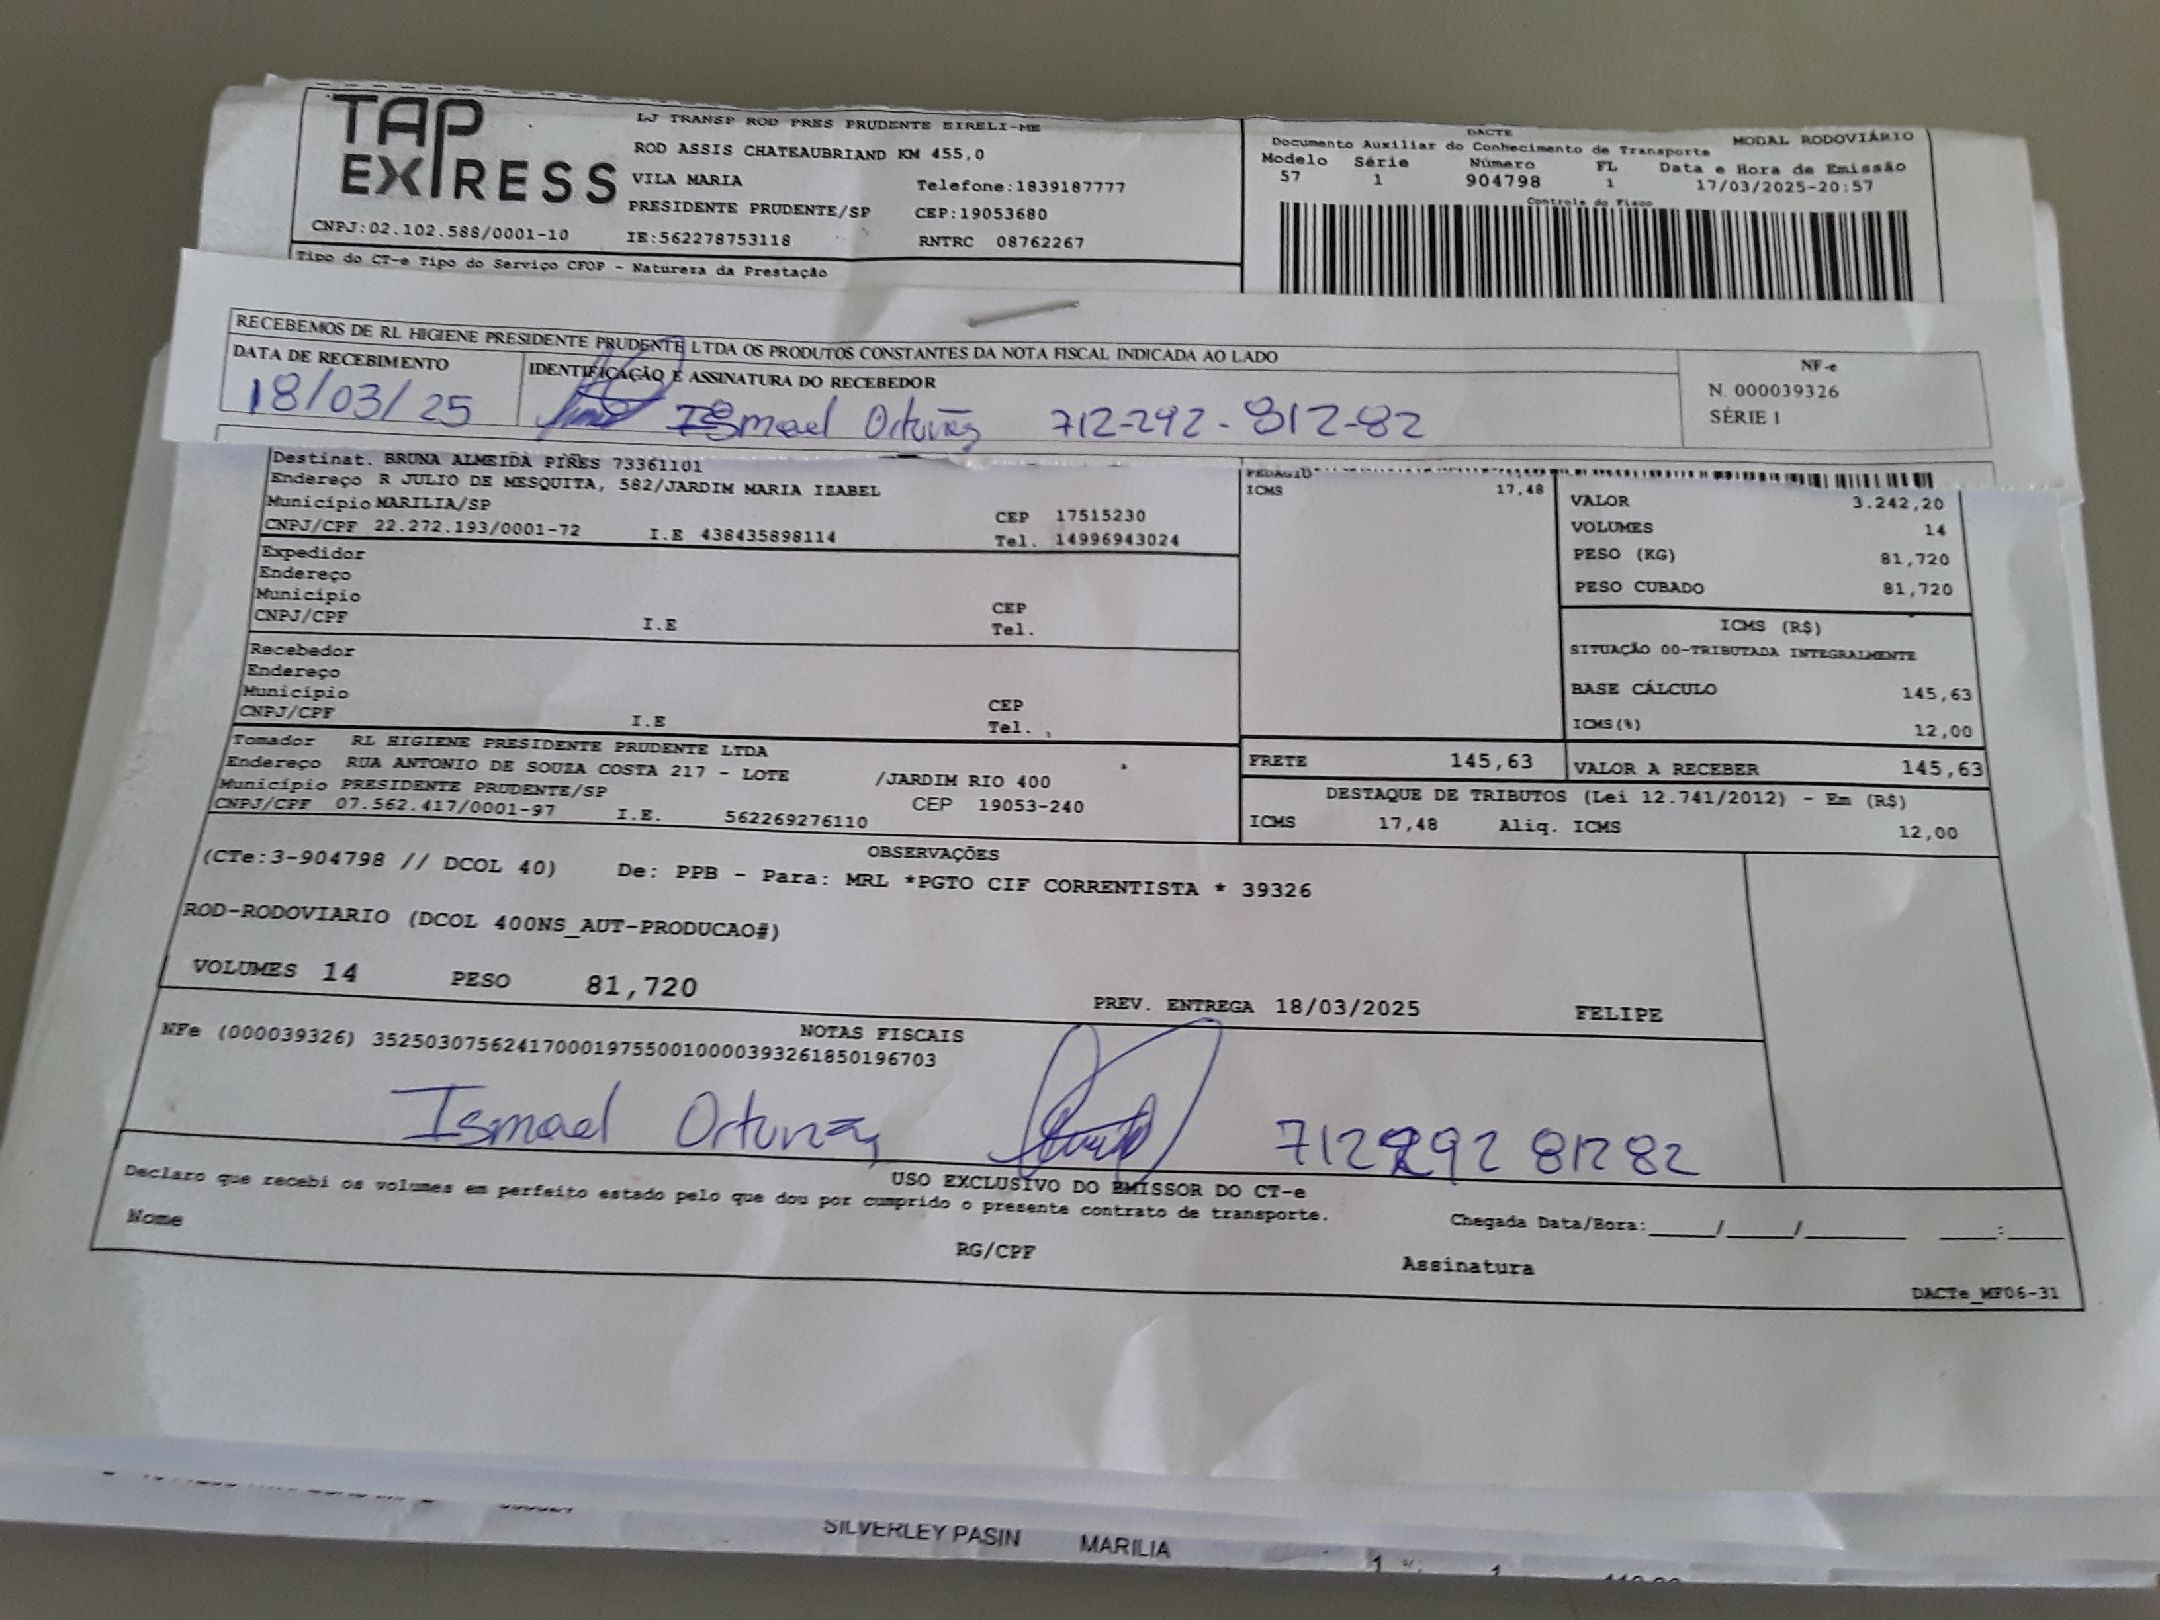 TAP EXPRESS
LJ TRANSP ROD PRES PRUDENTE EIRELI-ME
ROD ASSIS CHATEAUBRIAND KM 455,0
VILA MARIA Telefone:1839187777
PRESIDENTE PRUDENTE/SP CEP:19053680
CNPJ:02.102.588/0001-10 IE:562278753118 RNTRC 08762267
Tipo do CT-e Tipo do Serviço CFOP - Natureza da Prestação
DACTE MODAL RODOVIÁRIO
Documento Auxiliar do Conhecimento de Transporte
Modelo Série Número FL Data e Hora de Emissão
57 1 904798 1 17/03/2025-20:57
Controle do Fisco
RECEBEMOS DE RL HIGIENE PRESIDENTE PRUDENTE LTDA OS PRODUTOS CONSTANTES DA NOTA FISCAL INDICADA AO LADO
DATA DE RECEBIMENTO IDENTIFICAÇÃO E ASSINATURA DO RECEBEDOR
18/03/25 Ismael 712-292-812-82
NF-e
N. 000039326
SÉRIE 1
Destinat. BRUNA ALMEIDA PIRES 73361101
Endereço R JULIO DE MESQUITA, 582/JARDIM MARIA IZABEL
Município MARILIA/SP CEP 17515230
CNPJ/CPF 22.272.193/0001-72 I.E 438435898114 Tel. 14996943024
Expedidor
Endereço
Município CEP
CNPJ/CPF I.E Tel.
Recebedor
Endereço
Município CEP
CNPJ/CPF I.E Tel.
Tomador RL HIGIENE PRESIDENTE PRUDENTE LTDA
Endereço RUA ANTONIO DE SOUZA COSTA 217 - LOTE /JARDIM RIO 400
Município PRESIDENTE PRUDENTE/SP CEP 19053-240
CNPJ/CPF 07.562.417/0001-97 I.E. 562269276110
PEDAGIO
ICMS 17,48
VALOR 3.242,20
VOLUMES 14
PESO (KG) 81,720
PESO CUBADO 81,720
ICMS (R$)
SITUAÇÃO 00-TRIBUTADA INTEGRALMENTE
BASE CÁLCULO 145,63
ICMS(%) 12,00
FRETE 145,63 VALOR A RECEBER 145,63
DESTAQUE DE TRIBUTOS (Lei 12.741/2012) - Em (R$)
ICMS 17,48 Aliq. ICMS 12,00
OBSERVAÇÕES
(CTe:3-904798 // DCOL 40) De: PPB - Para: MRL *PGTO CIF CORRENTISTA * 39326
ROD-RODOVIARIO (DCOL 400NS_AUT-PRODUCAO#)
VOLUMES 14 PESO 81,720 PREV. ENTREGA 18/03/2025 FELIPE
NOTAS FISCAIS
NFe (000039326) 35250307562417000197550010000393261850196703
Ismael 712 292 812 82
USO EXCLUSIVO DO EMISSOR DO CT-e
Declaro que recebi os volumes em perfeito estado pelo que dou por cumprido o presente contrato de transporte.
Chegada Data/Hora:____/____/______ ____:____
Nome RG/CPF Assinatura
DACTe_MF06-31
SILVERLEY PASIN MARILIA